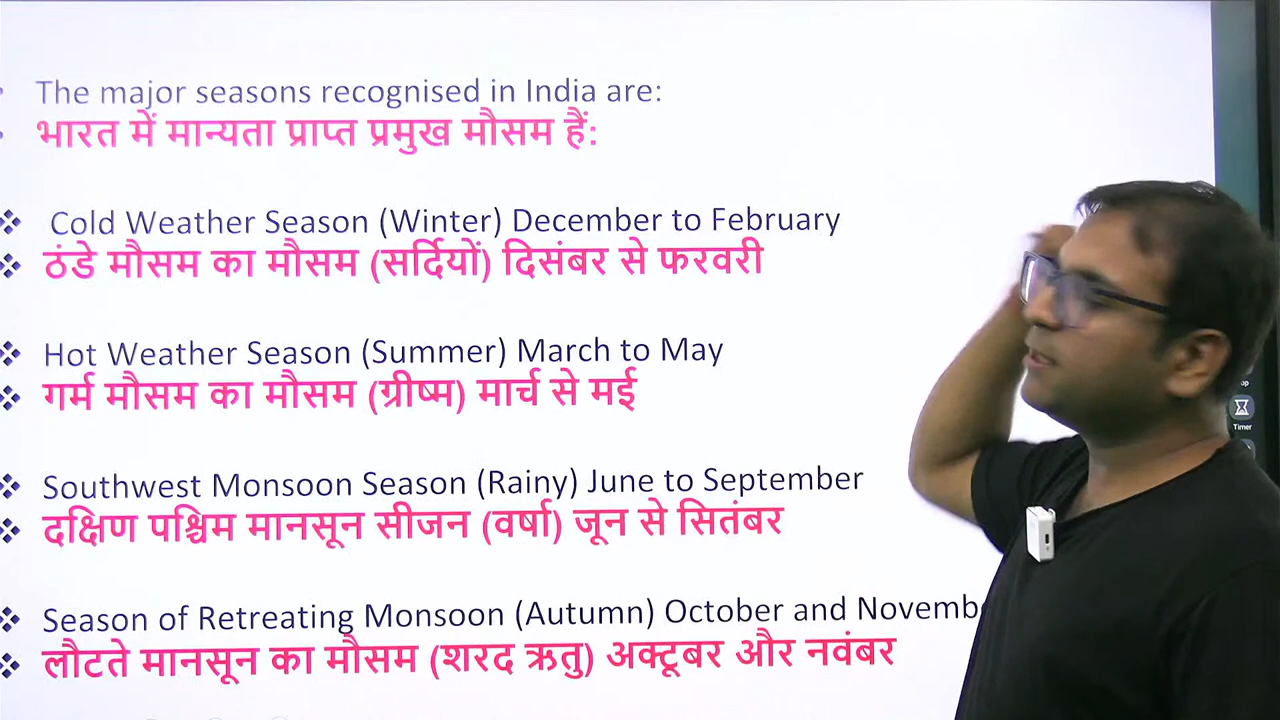 The major seasons recognised in India are:
भारत में मान्यता प्राप्त प्रमुख मौसम हैं:
Cold Weather Season (Winter) December to February
ठंडे मौसम का मौसम (सर्दियों) दिसंबर से फरवरी
Hot Weather Season (Summer) March to May
गर्म मौसम का मौसम (ग्रीष्म) मार्च से मई
Southwest Monsoon Season (Rainy) June to September
दक्षिण पश्चिम मानसून सीजन (वर्षा) जून से सितंबर
Season of Retreating Monsoon (Autumn) October and Novemb
लौटते मानसून का मौसम (शरद ऋतु) अक्टूबर और नवंबर
Timer